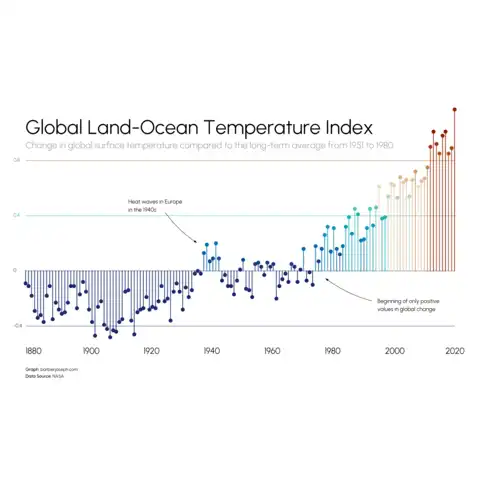 Global Land-Ocean Temperature Index
Change in global surface temperature compared to the long-term average from 1951 to 1980
0.8
Heat waves in Europe
in the 1940s
0.4
0
Beginning of only positive
values in global change
-0.4
1880 1900 1920 1940 1960 1980 2000 2020
Graph:
Data Source: NASA